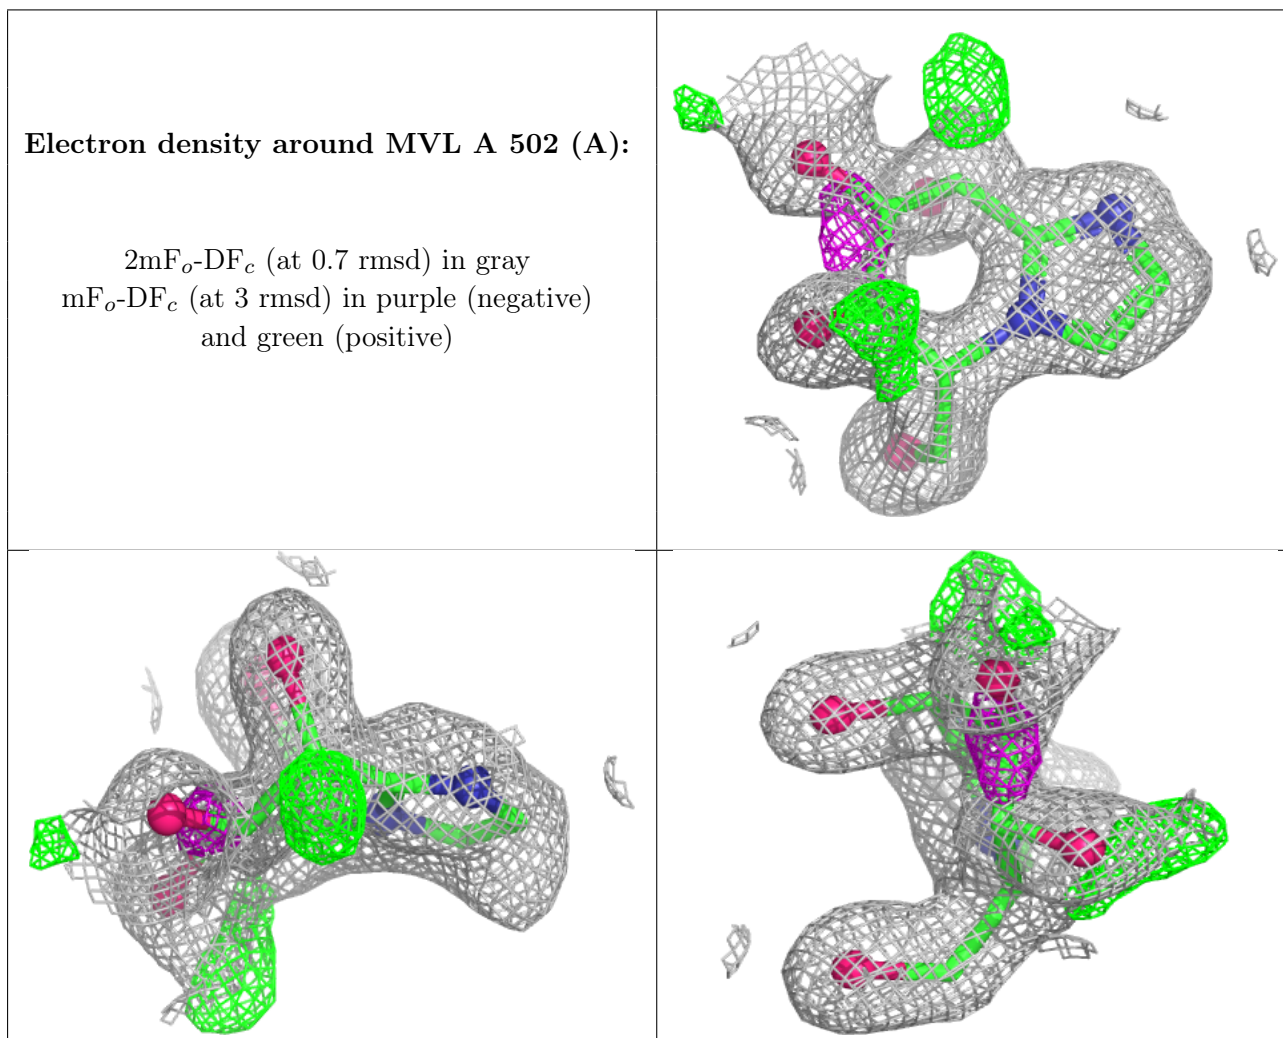 Electron density around MVL A 502 (A):
2mFo-DFc (at 0.7 rmsd) in gray
mFo-DFc (at 3 rmsd) in purple (negative)
and green (positive)